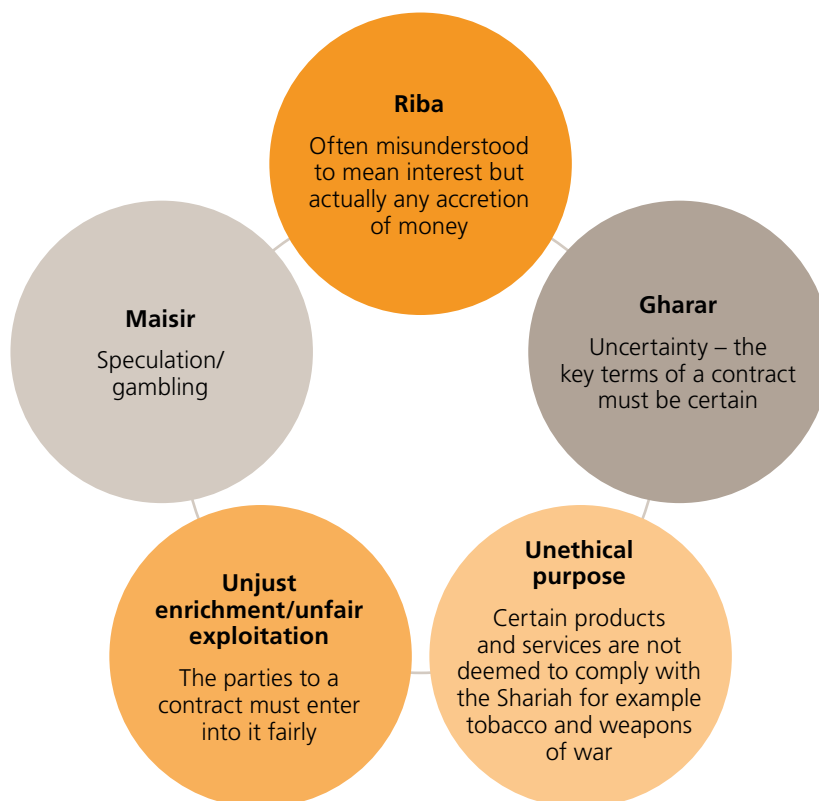 Riba
Often misunderstood
to mean interest but
actually any accretion
of money
Gharar
Uncertainty – the
key terms of a contract
must be certain
Unethical
purpose
Certain products
and services are not
deemed to comply with
the Shariah for example
tobacco and weapons
of war
Unjust
enrichment/unfair
exploitation
The parties to a
contract must enter
into it fairly
Maisir
Speculation/
gambling